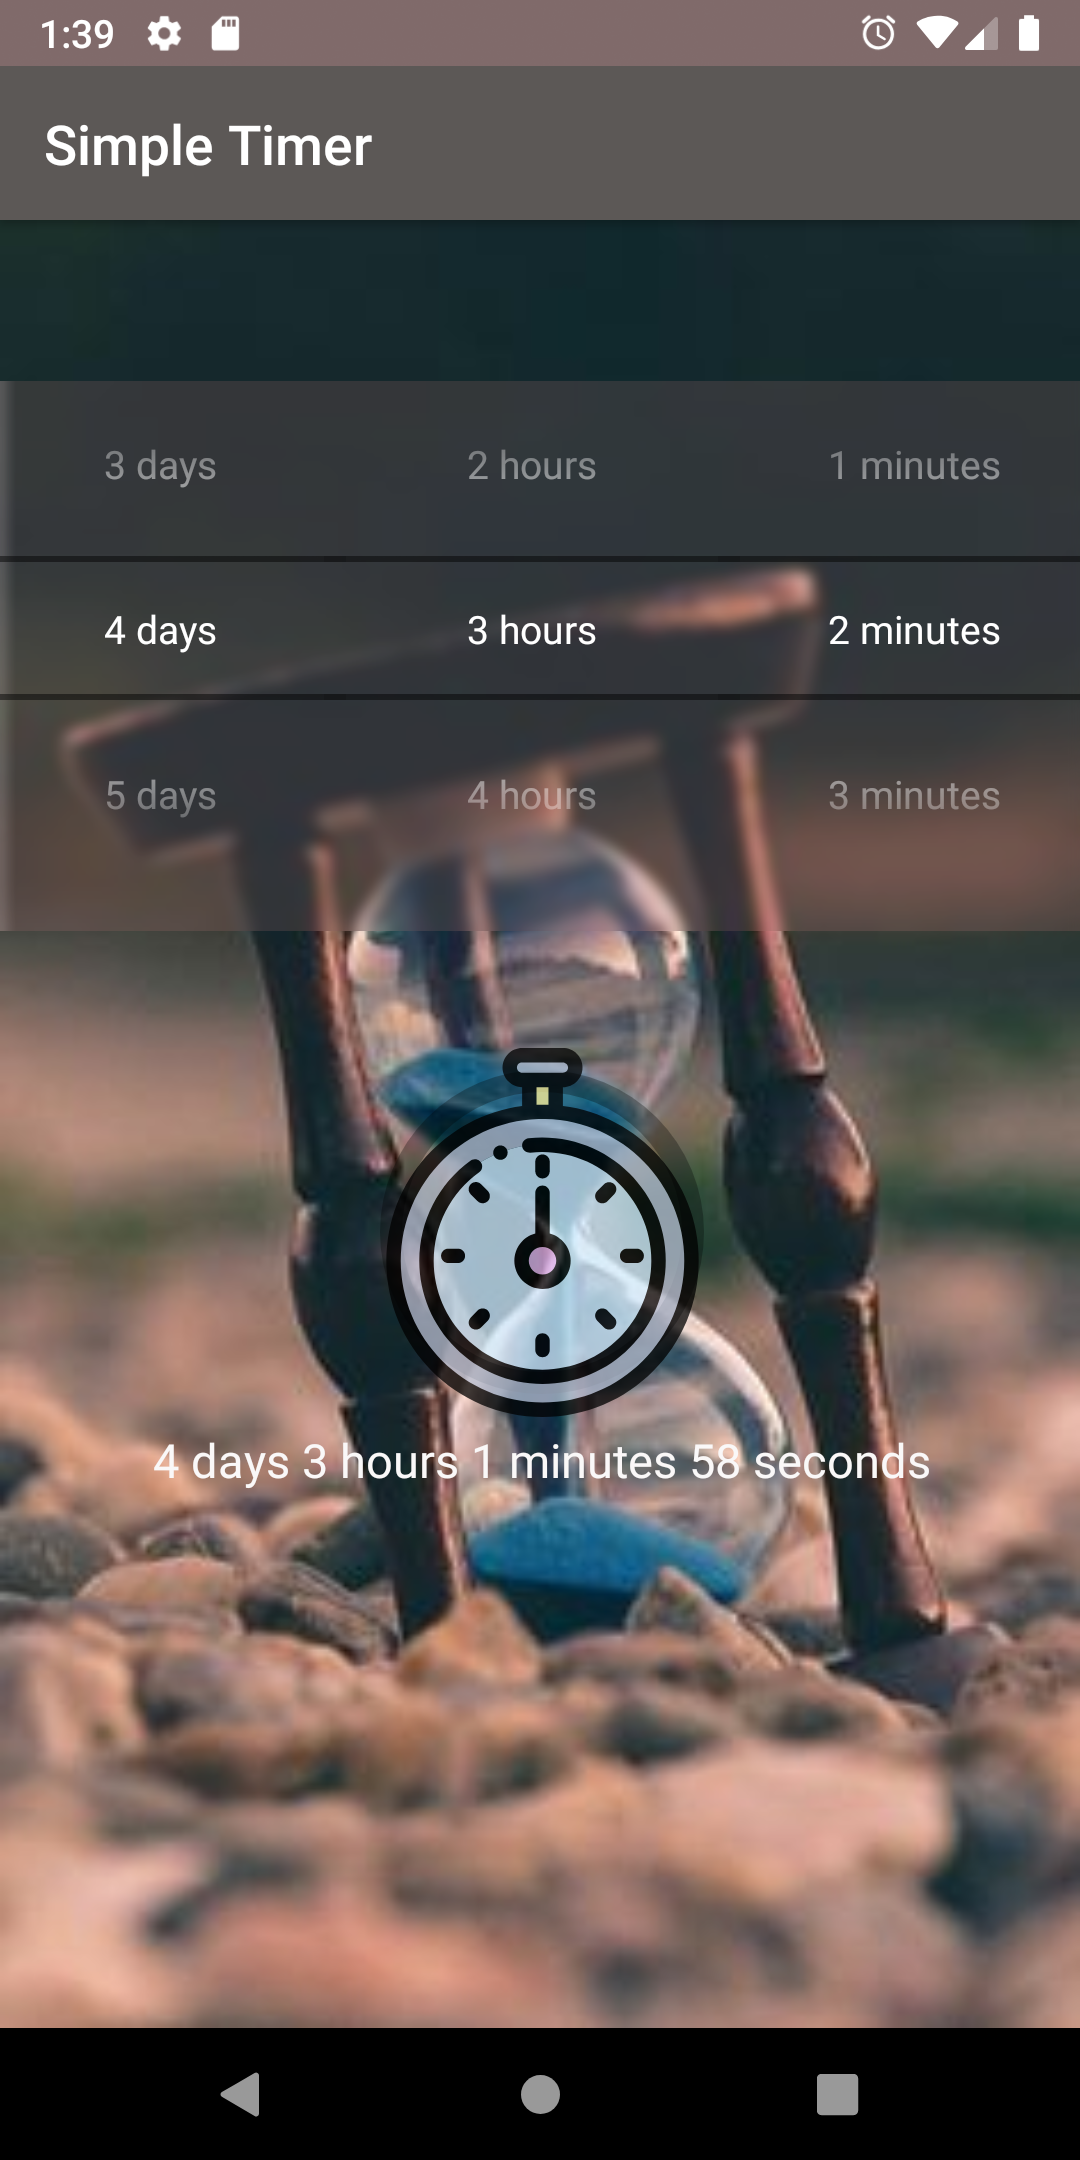 1:39
Simple Timer
3 days 2 hours 1 minutes
4 days 3 hours 2 minutes
5 days 4 hours 3 minutes
4 days 3 hours 1 minutes 58 seconds